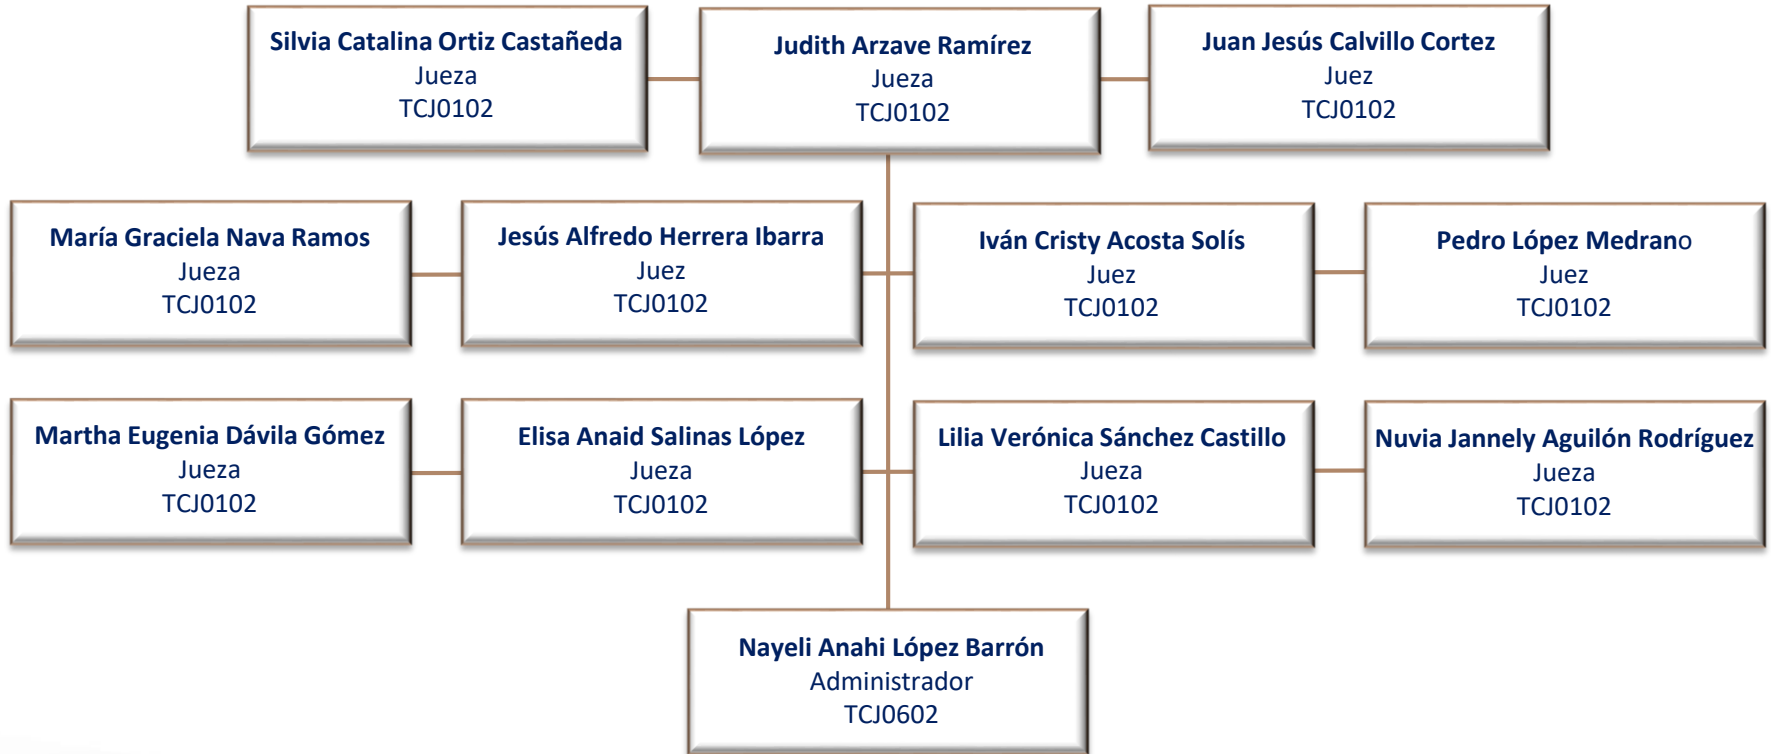 Silvia Catalina Ortiz Castañeda
Jueza
TCJ0102
Judith Arzave Ramírez
Jueza
TCJ0102
Juan Jesús Calvillo Cortez
Juez
TCJ0102
María Graciela Nava Ramos
Jueza
TCJ0102
Jesús Alfredo Herrera Ibarra
Juez
TCJ0102
Iván Cristy Acosta Solís
Juez
TCJ0102
Pedro López Medrano
Juez
TCJ0102
Martha Eugenia Dávila Gómez
Jueza
TCJ0102
Elisa Anaid Salinas López
Jueza
TCJ0102
Lilia Verónica Sánchez Castillo
Jueza
TCJ0102
Nuvia Jannely Aguilón Rodríguez
Jueza
TCJ0102
Nayeli Anahi López Barrón
Administrador
TCJ0602